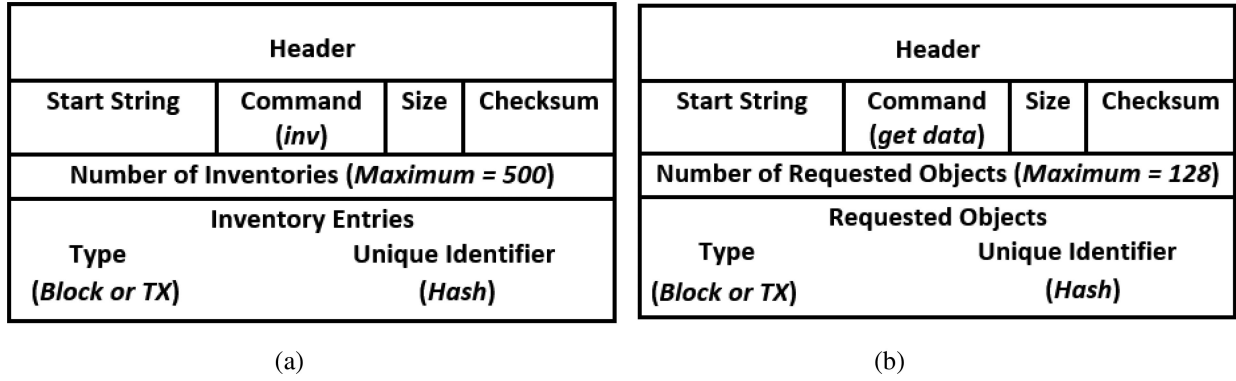 Header
Start String Command Size Checksum
(inv)
Number of Inventories (Maximum = 500)
Inventory Entries
Type Unique Identifier
(Block or TX) (Hash)
(a)
Header
Start String Command Size Checksum
(get data)
Number of Requested Objects (Maximum = 128)
Requested Objects
Type Unique Identifier
(Block or TX) (Hash)
(b)